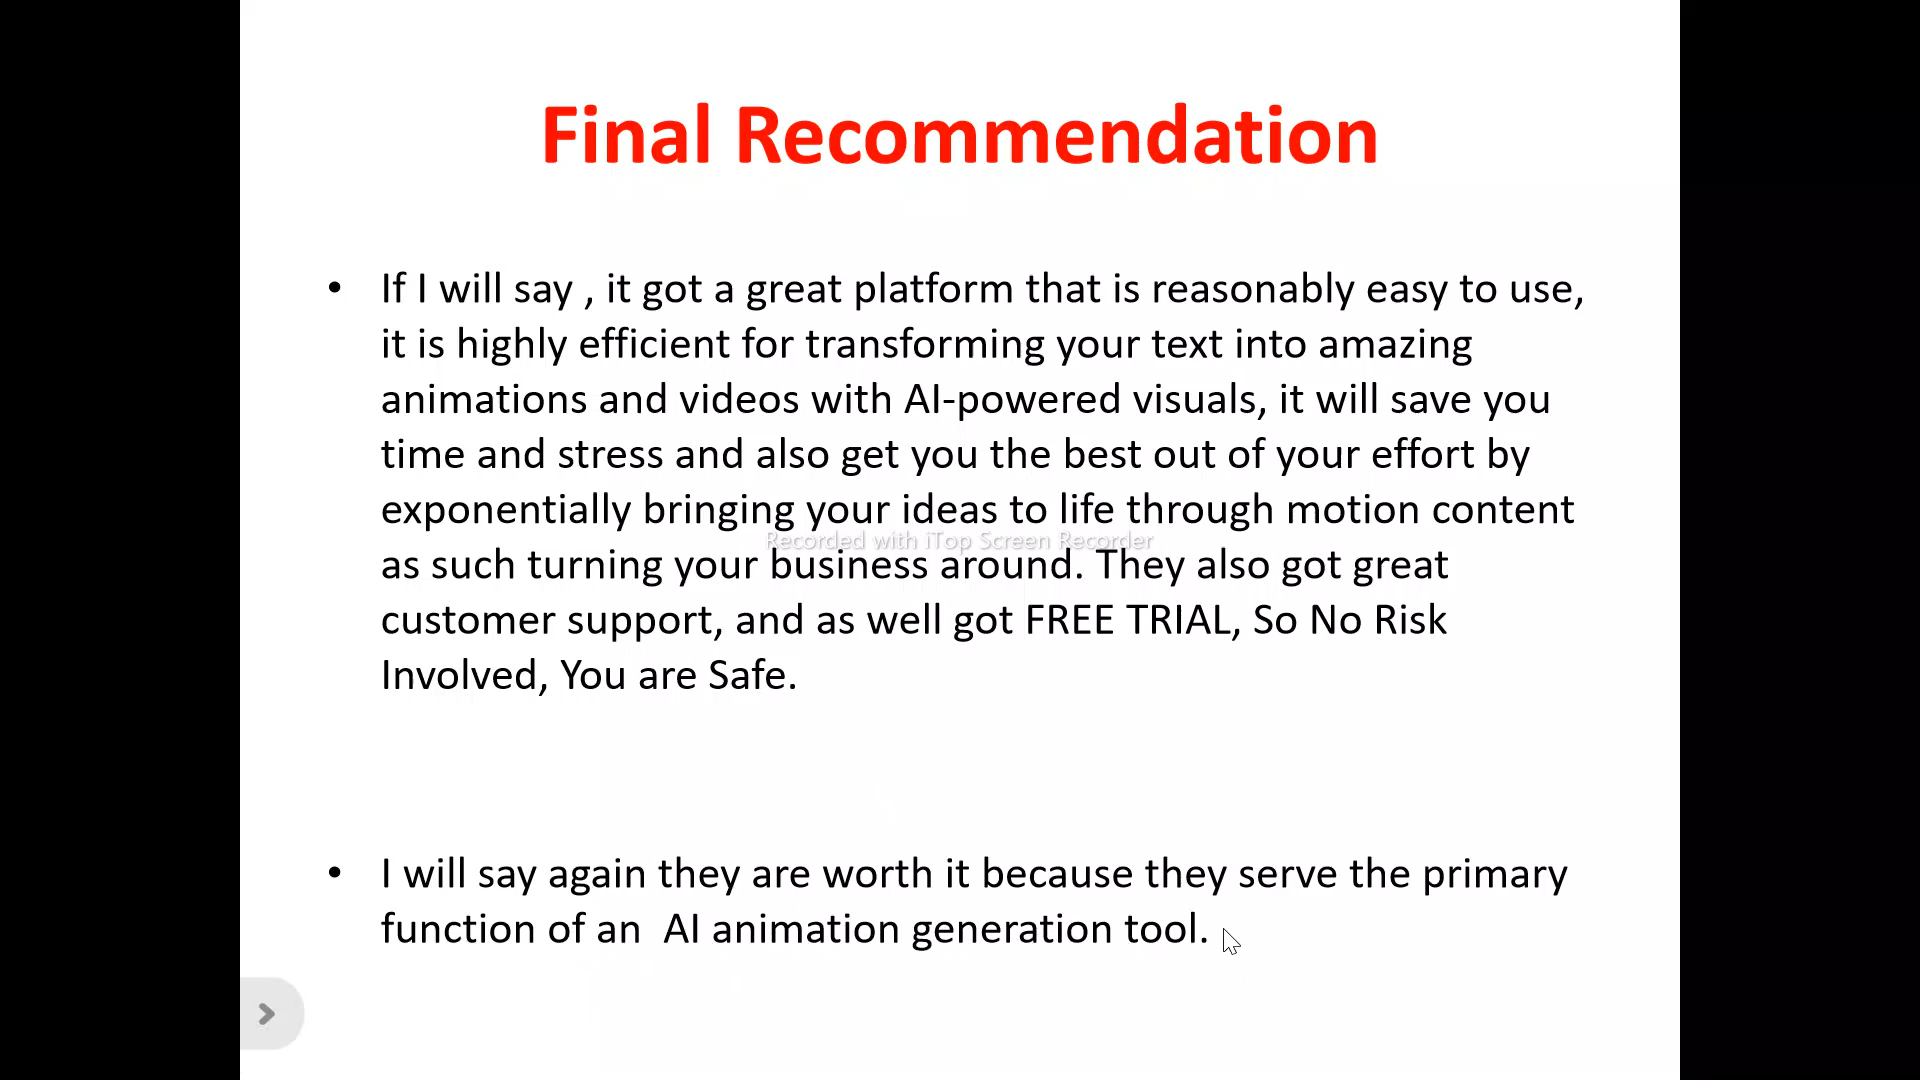 Final Recommendation
• If I will say , it got a great platform that is reasonably easy to use,
it is highly efficient for transforming your text into amazing
animations and videos with AI-powered visuals, it will save you
time and stress and also get you the best out of your effort by
exponentially bringing your ideas to life through motion content
Recorded with iTop Screen Recorder
as such turning your business around. They also got great
customer support, and as well got FREE TRIAL, So No Risk
Involved, You are Safe.
• I will say again they are worth it because they serve the primary
function of an  AI animation generation tool.